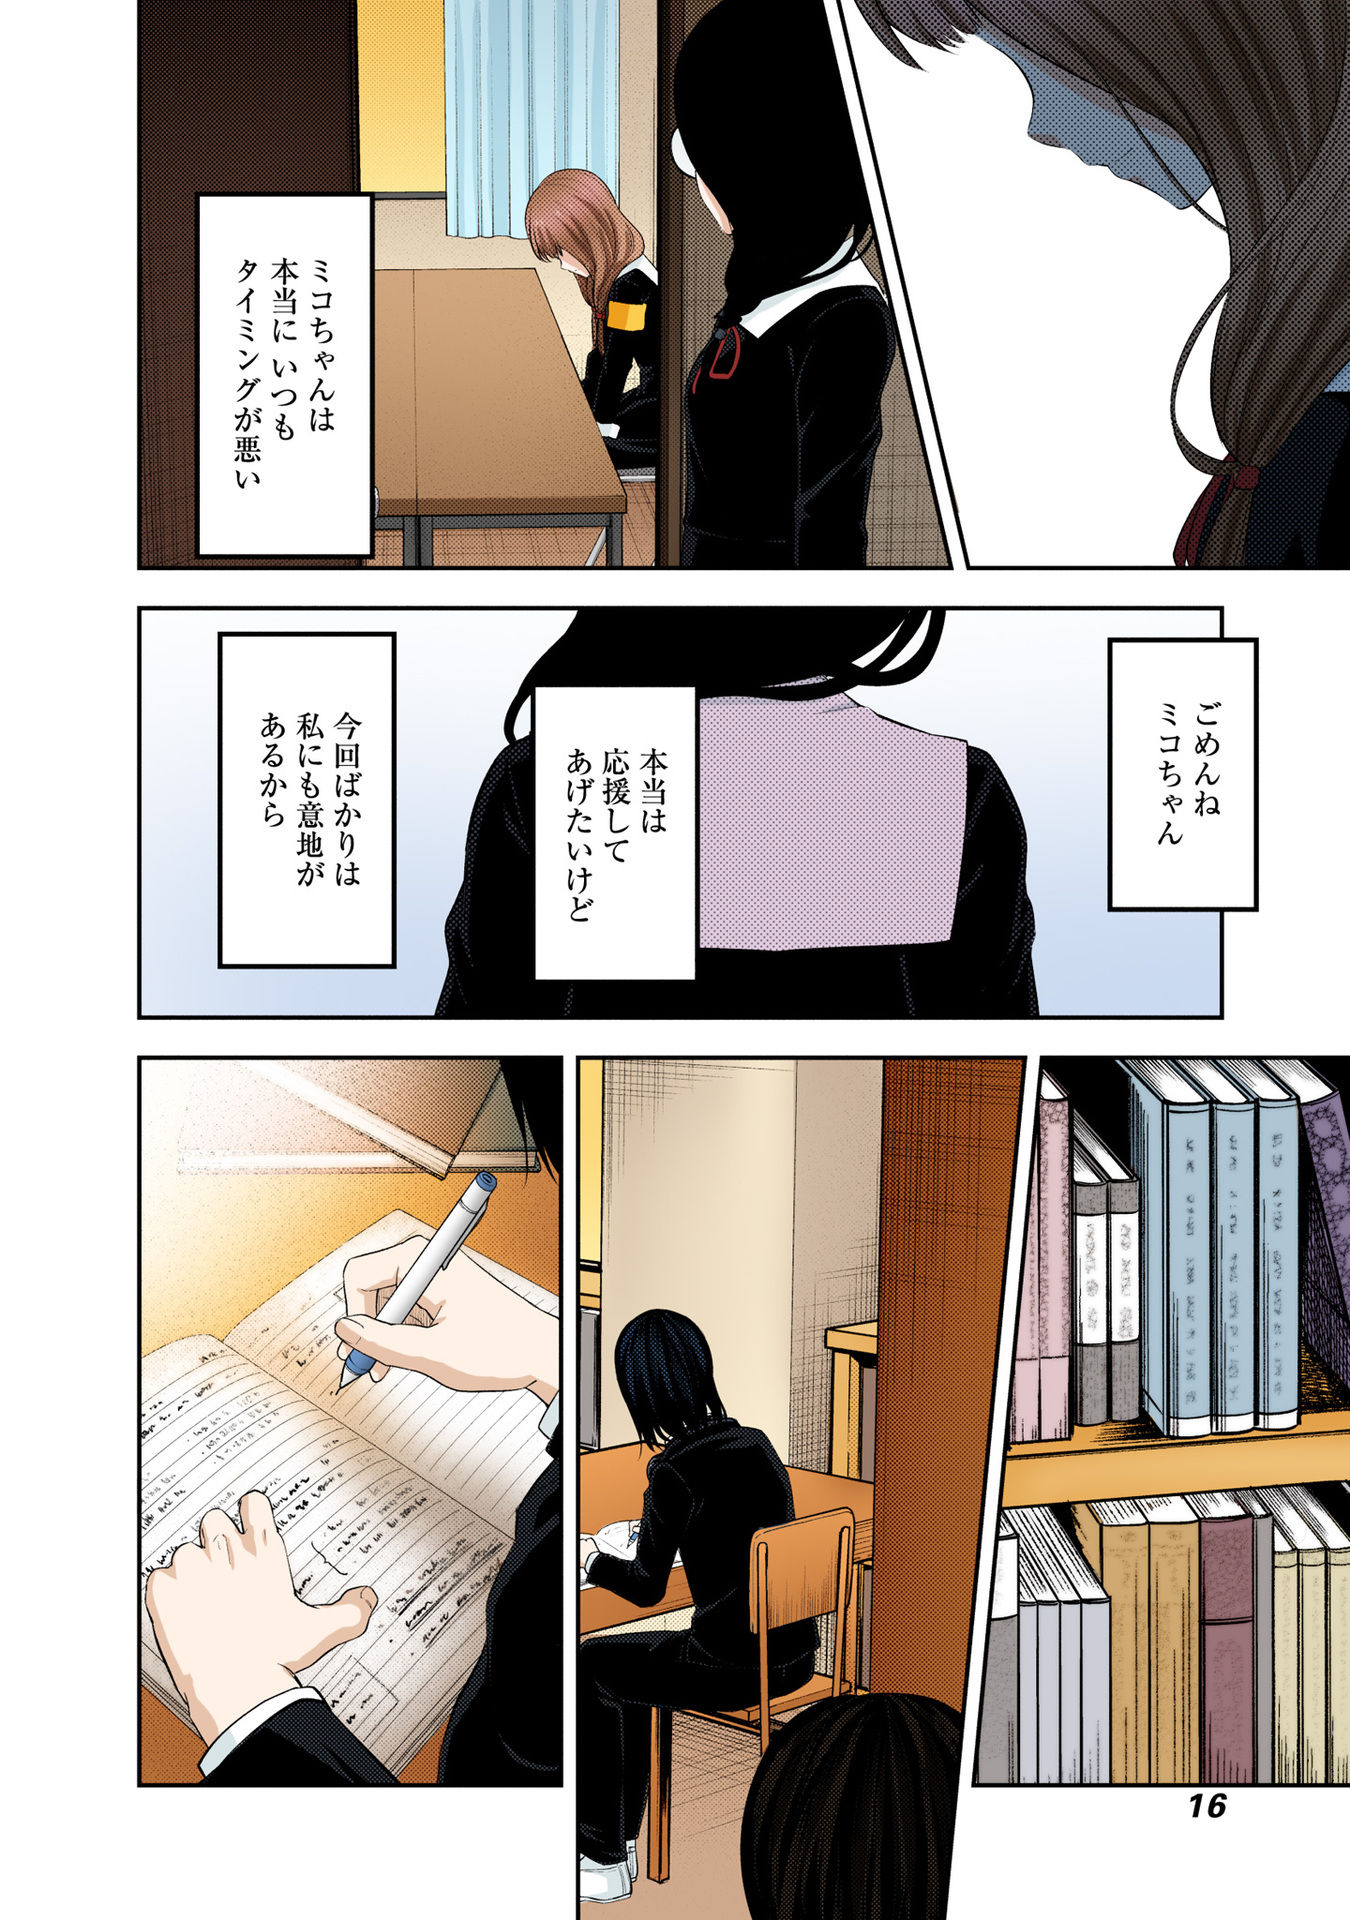 ミコちゃんは
本当にいつも
タイミングが悪い
ごめんね
ミコちゃん
本当は
応援して
あげたいけど
今回ばかりは
私にも意地が
あるから
16